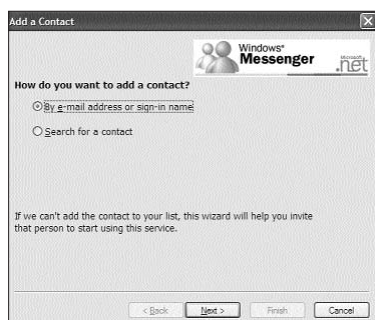 Add a Contact
Windows®
Messenger
Microsoft®
.net
How do you want to add a contact?
By e-mail address or sign-in name
Search for a contact
If we can't add the contact to your list, this wizard will help you invite
that person to start using this service.
< Back Next > Finish Cancel